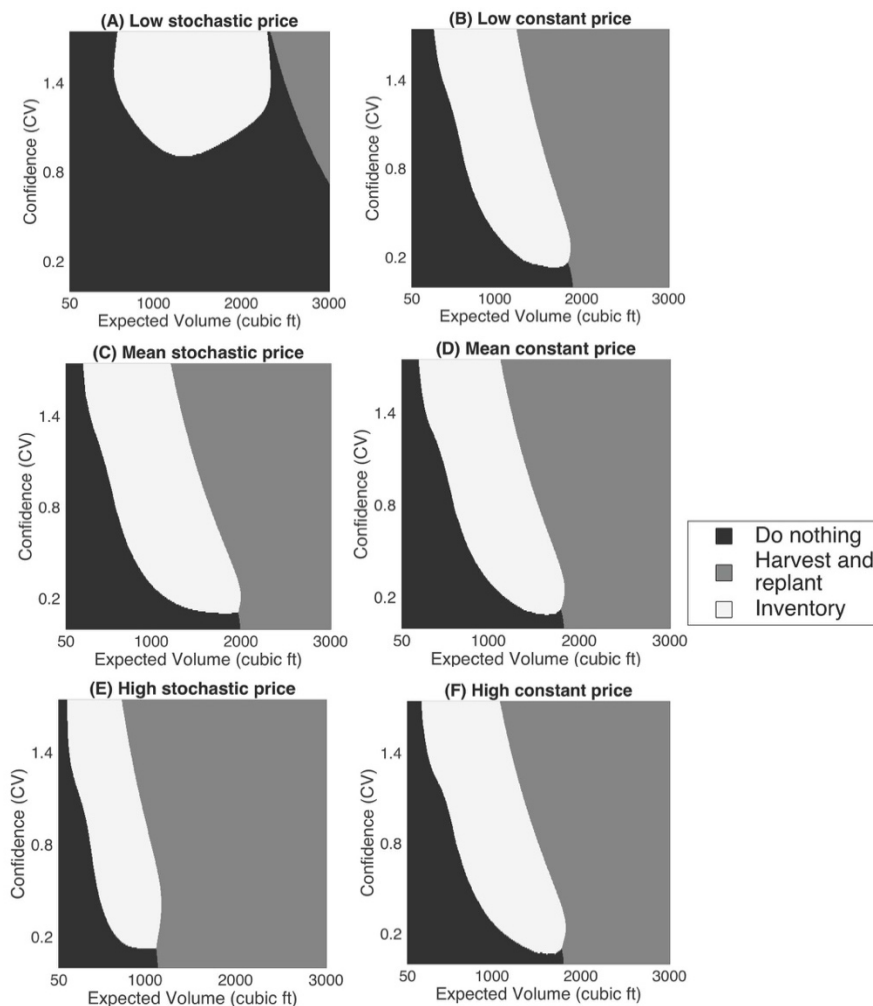 (A) Low stochastic price
Confidence (CV)
1.4
0.8
0.2
50 1000 2000 3000
Expected Volume (cubic ft)
(B) Low constant price
Confidence (CV)
1.4
0.8
0.2
50 1000 2000 3000
Expected Volume (cubic ft)
(C) Mean stochastic price
Confidence (CV)
1.4
0.8
0.2
50 1000 2000 3000
Expected Volume (cubic ft)
(D) Mean constant price
Confidence (CV)
1.4
0.8
0.2
50 1000 2000 3000
Expected Volume (cubic ft)
Do nothing
Harvest and
replant
Inventory
(E) High stochastic price
Confidence (CV)
1.4
0.8
0.2
50 1000 2000 3000
Expected Volume (cubic ft)
(F) High constant price
Confidence (CV)
1.4
0.8
0.2
50 1000 2000 3000
Expected Volume (cubic ft)